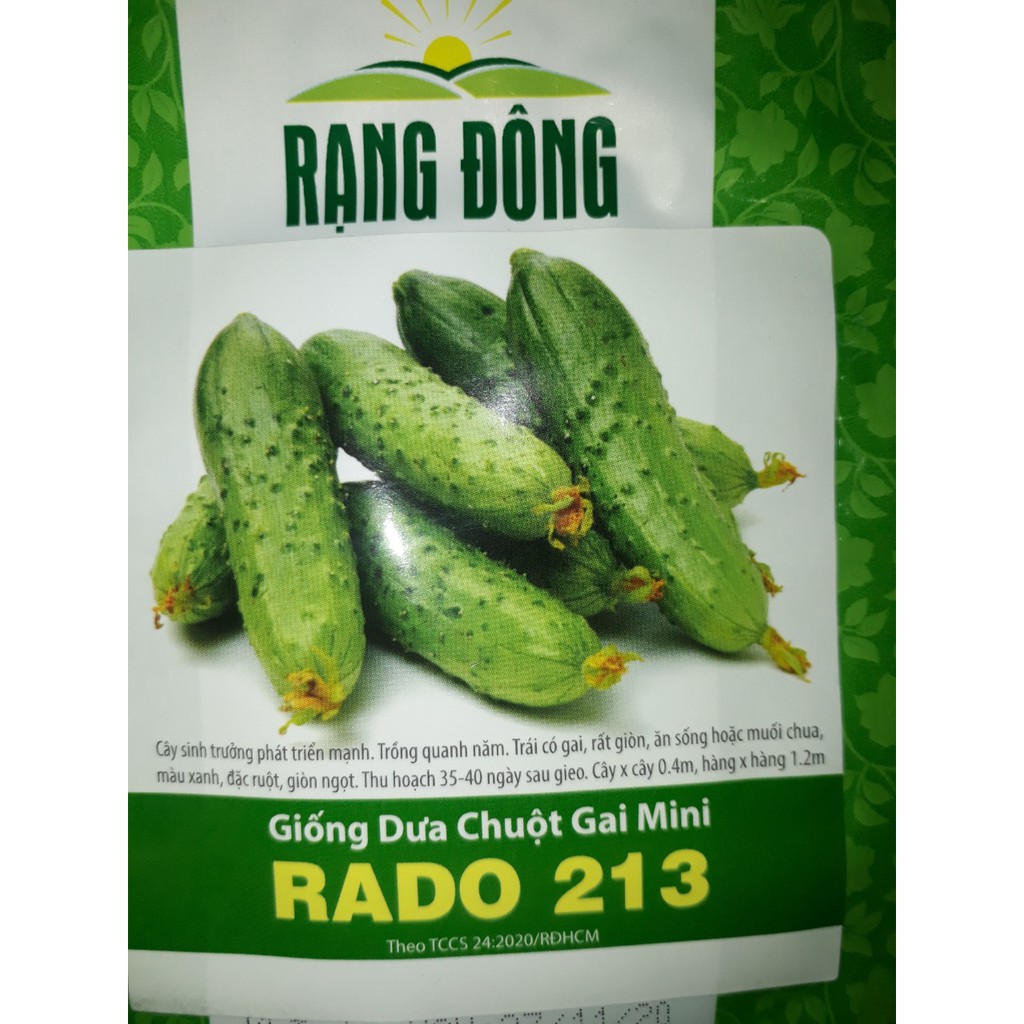 RẠNG ĐÔNG
Cây sinh trưởng phát triển mạnh. Trồng quanh năm. Trái có gai, rất giòn, ăn sống hoặc muối chua,
màu xanh, đặc ruột, giòn ngọt. Thu hoạch 35-40 ngày sau gieo. Cây x cây 0.4m, hàng x hàng 1.2m
Giống Dưa Chuột Gai Mini
RADO 213
Theo TCCS 24:2020/RĐHCM